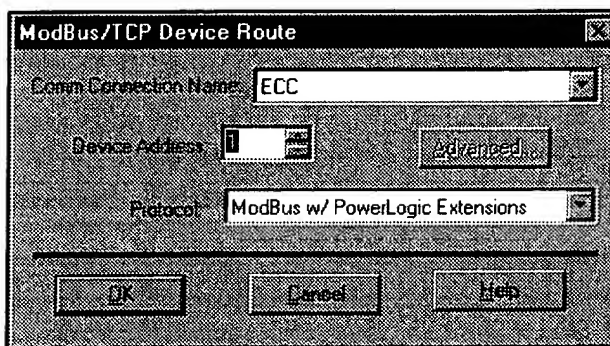 ModBus/TCP Device Route
Comm Connection Name: ECC
Device Address: 1
Advanced...
Protocol: ModBus w/ PowerLogic Extensions
OK Cancel Help